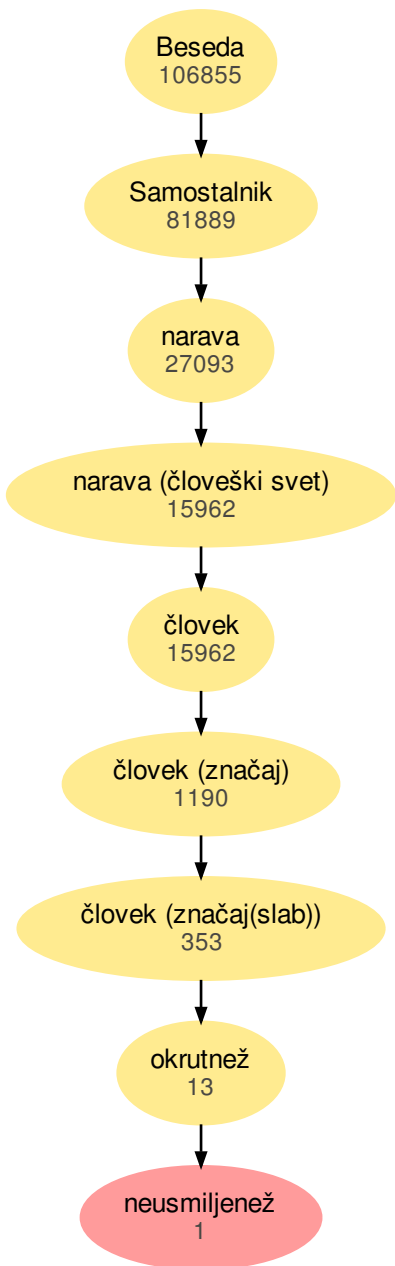 Beseda
106855
Samostalnik
81889
narava
27093
narava (človeški svet)
15962
človek
15962
človek (značaj)
1190
človek (značaj(slab))
353
okrutnež
13
neusmiljenež
1